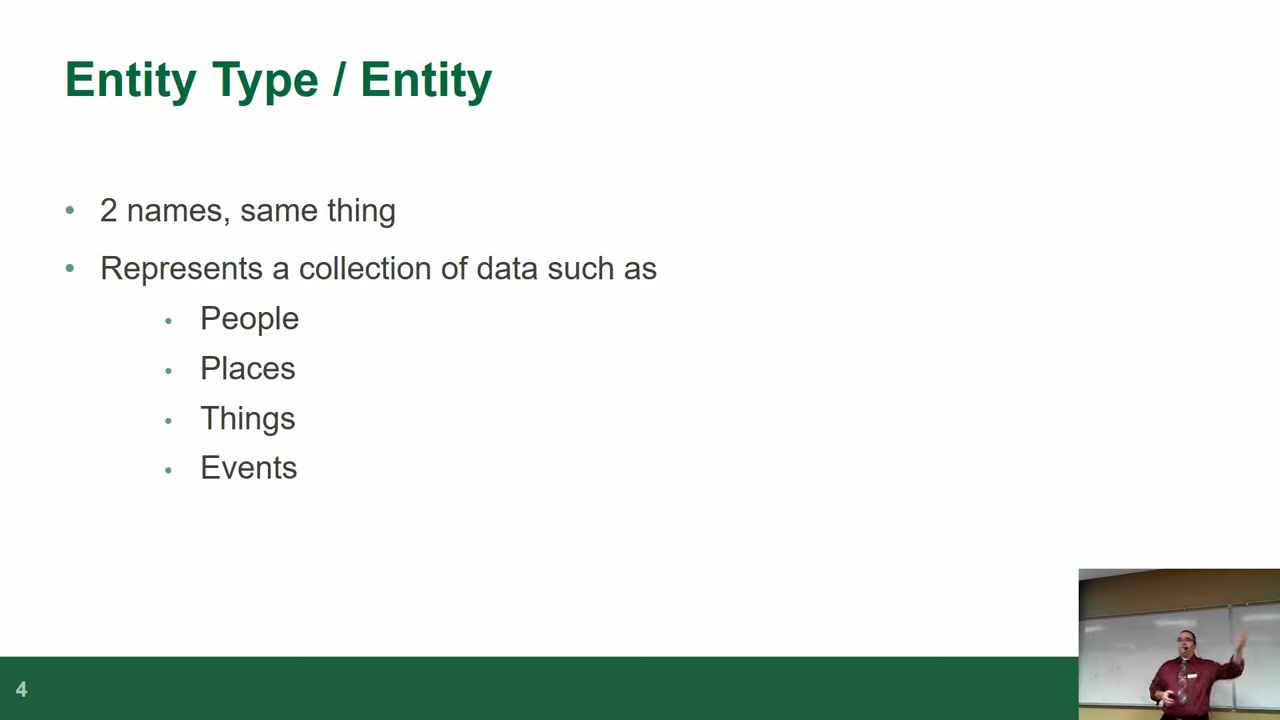 Entity Type / Entity
• 2 names, same thing
• Represents a collection of data such as
• People
• Places
• Things
• Events
4